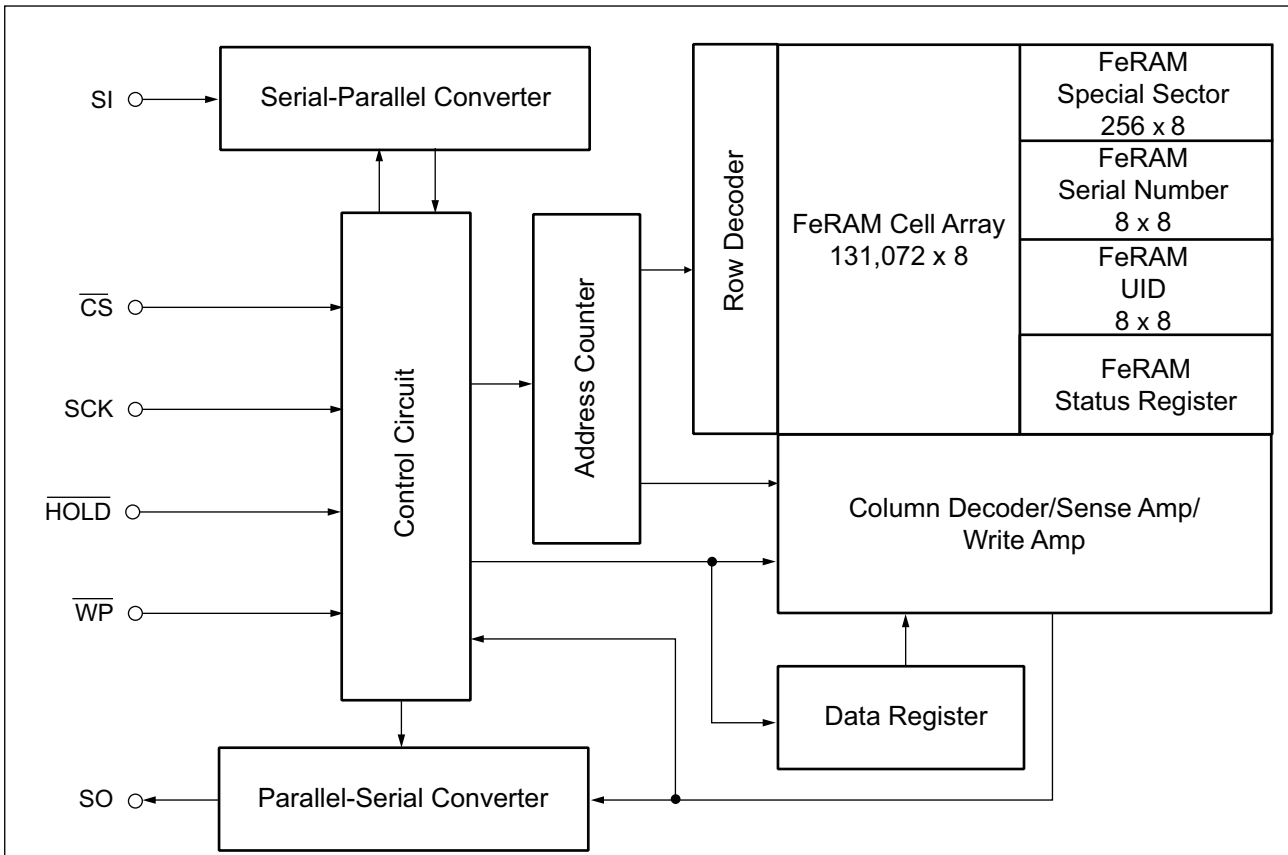 SI
Serial-Parallel Converter
Row Decoder
FeRAM Cell Array
131,072 x 8
FeRAM
Special Sector
256 x 8
FeRAM
Serial Number
8 x 8
FeRAM
UID
8 x 8
FeRAM
Status Register
CS
SCK
HOLD
WP
Control Circuit
Address Counter
Column Decoder/Sense Amp/
Write Amp
Data Register
SO
Parallel-Serial Converter